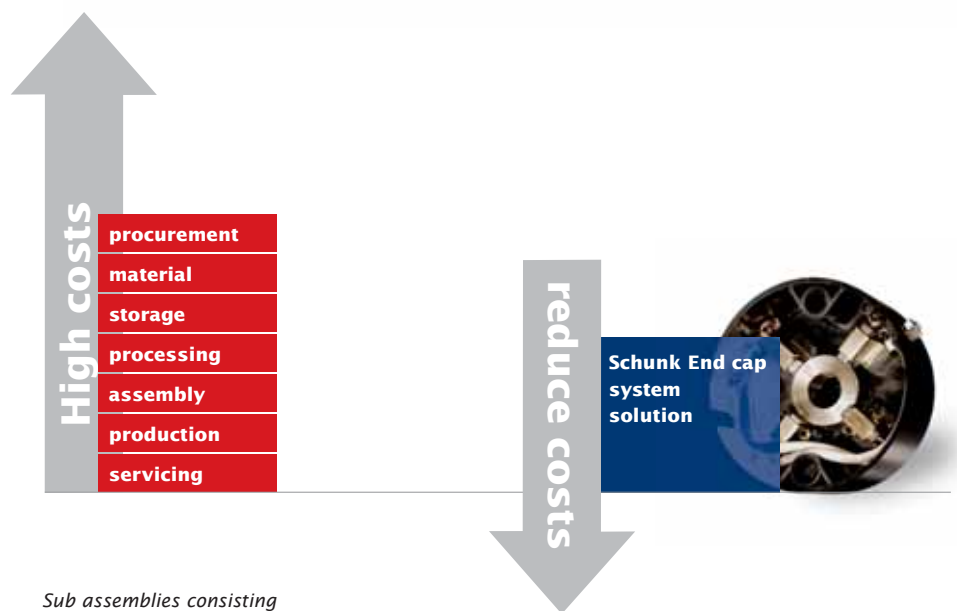 High costs
procurement
material
storage
processing
assembly
production
servicing
reduce costs
Schunk End cap
system
solution
Sub assemblies consisting